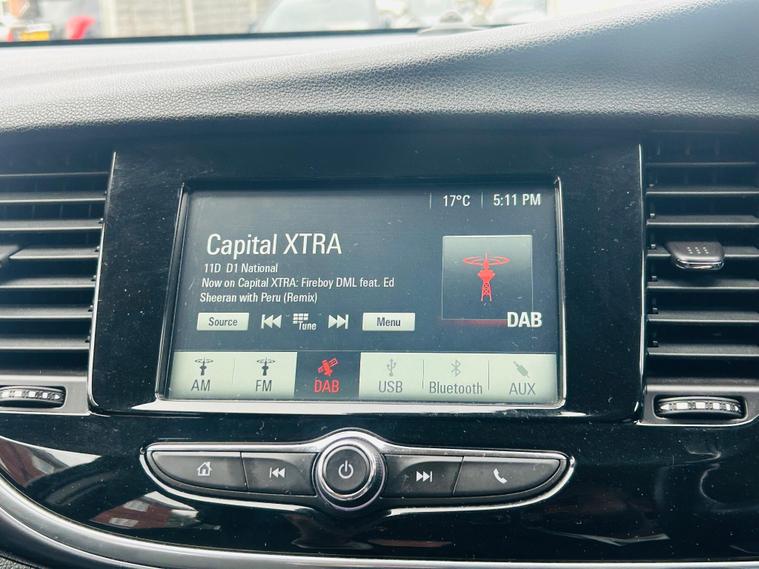 17°C 5:11 PM
Capital XTRA
11D D1 National
Now on Capital XTRA: Fireboy DML feat. Ed
Sheeran with Peru (Remix)
Source Tune Menu
DAB
AM FM DAB USB Bluetooth AUX